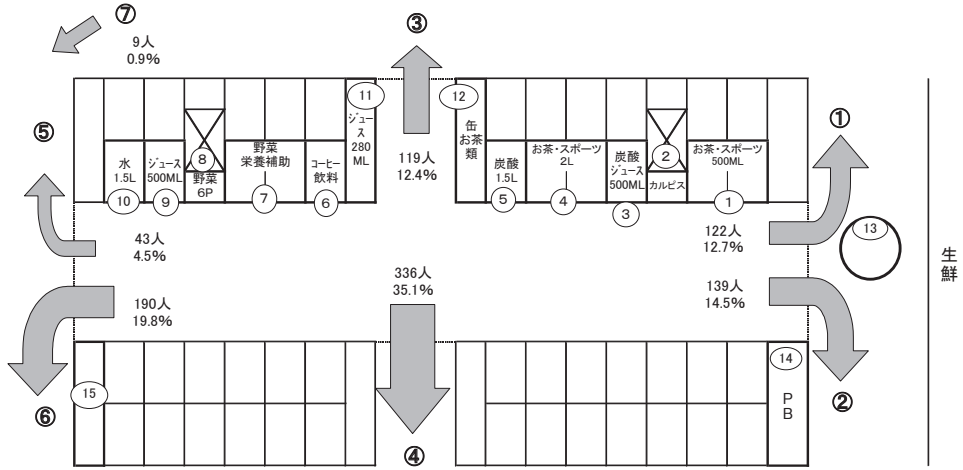 ⑦
9人
0.9%
③
⑤
①
11
ジュース
280
ML
12
缶
お茶
類
119人
12.4%
水
1.5L
10
ジュース
500ML
9
8
野菜
6P
野菜
栄養補助
7
コーヒー
飲料
6
炭酸
1.5L
5
お茶・スポーツ
2L
4
炭酸
ジュース
500ML
3
2
カルピス
お茶・スポーツ
500ML
1
13
生鮮
43人
4.5%
122人
12.7%
190人
19.8%
336人
35.1%
139人
14.5%
15
14
PB
⑥
④
②